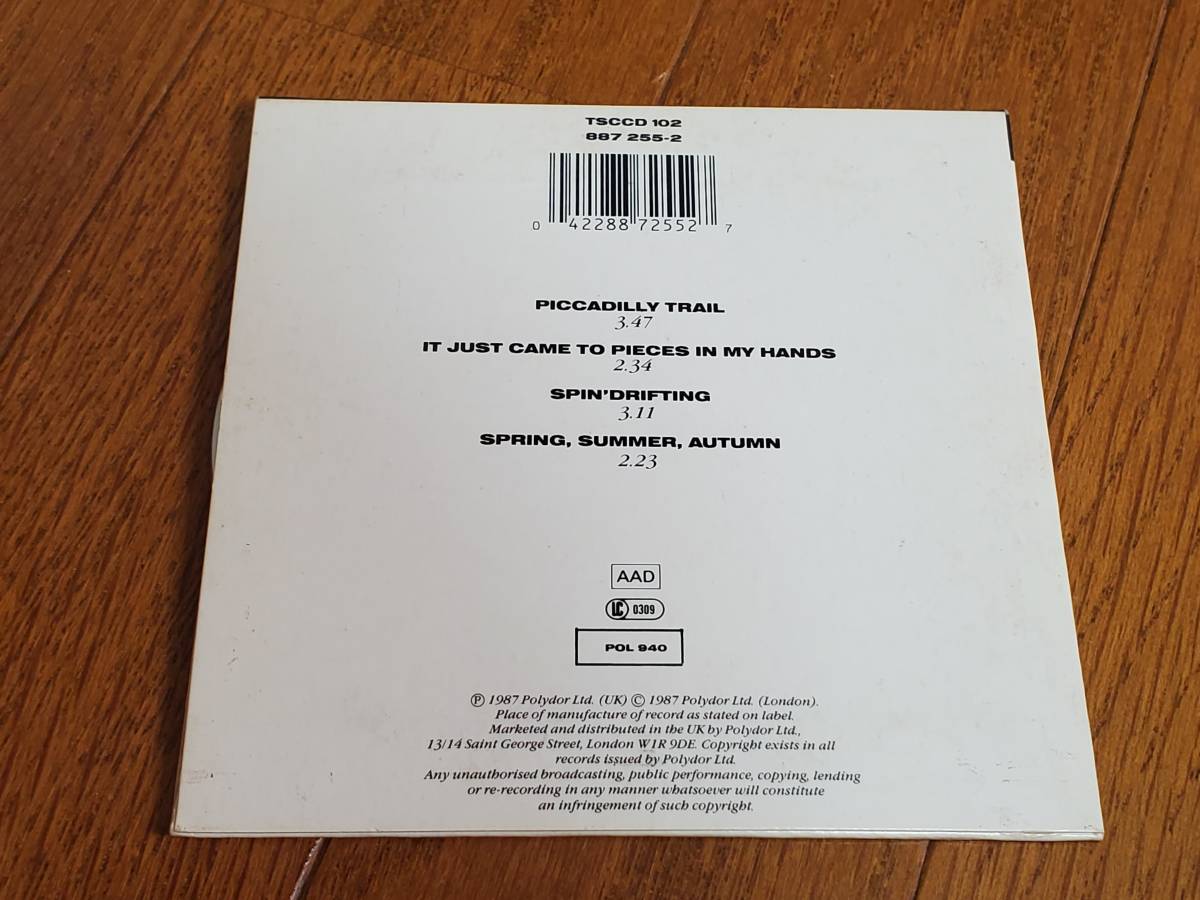 TSCCD 102
887 255-2
0 42288 72552 7
PICCADILLY TRAIL
3.47
IT JUST CAME TO PIECES IN MY HANDS
2.34
SPIN'DRIFTING
3.11
SPRING, SUMMER, AUTUMN
2.23
AAD
LC 0309
POL 940
℗ 1987 Polydor Ltd. (UK) © 1987 Polydor Ltd. (London).
Place of manufacture of record as stated on label.
Marketed and distributed in the UK by Polydor Ltd.,
13/14 Saint George Street, London W1R 9DE. Copyright exists in all
records issued by Polydor Ltd.
Any unauthorised broadcasting, public performance, copying, lending
or re-recording in any manner whatsoever will constitute
an infringement of such copyright.